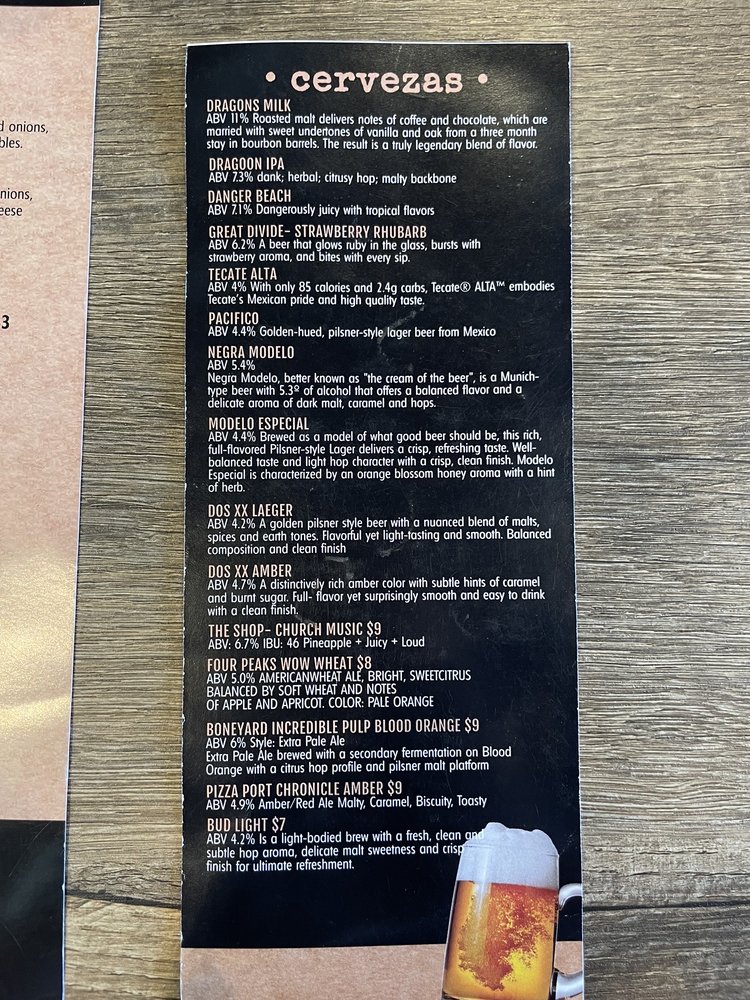 d onions,
bles.
nions,
eese
3
• cervezas •
DRAGONS MILK
ABV 11% Roasted malt delivers notes of coffee and chocolate, which are
married with sweet undertones of vanilla and oak from a three month
stay in bourbon barrels. The result is a truly legendary blend of flavor.
DRAGOON IPA
ABV 7.3% dank; herbal; citrusy hop; malty backbone
DANGER BEACH
ABV 7.1% Dangerously juicy with tropical flavors
GREAT DIVIDE- STRAWBERRY RHUBARB
ABV 6.2% A beer that glows ruby in the glass, bursts with
strawberry aroma, and bites with every sip.
TECATE ALTA
ABV 4% With only 85 calories and 2.4g carbs, Tecate® ALTA™ embodies
Tecate's Mexican pride and high quality taste.
PACIFICO
ABV 4.4% Golden-hued, pilsner-style lager beer from Mexico
NEGRA MODELO
ABV 5.4%
Negra Modelo, better known as "the cream of the beer", is a Munich-
type beer with 5.3º of alcohol that offers a balanced flavor and a
delicate aroma of dark malt, caramel and hops.
MODELO ESPECIAL
ABV 4.4% Brewed as a model of what good beer should be, this rich,
full-flavored Pilsner-style Lager delivers a crisp, refreshing taste. Well-
balanced taste and light hop character with a crisp, clean finish. Modelo
Especial is characterized by an orange blossom honey aroma with a hint
of herb.
DOS XX LAEGER
ABV 4.2% A golden pilsner style beer with a nuanced blend of malts,
spices and earth tones. Flavorful yet light-tasting and smooth. Balanced
composition and clean finish
DOS XX AMBER
ABV 4.7% A distinctively rich amber color with subtle hints of caramel
and burnt sugar. Full- flavor yet surprisingly smooth and easy to drink
with a clean finish.
THE SHOP- CHURCH MUSIC $9
ABV: 6.7% IBU: 46 Pineapple + Juicy + Loud
FOUR PEAKS WOW WHEAT $8
ABV 5.0% AMERICANWHEAT ALE, BRIGHT, SWEETCITRUS
BALANCED BY SOFT WHEAT AND NOTES
OF APPLE AND APRICOT. COLOR: PALE ORANGE
BONEYARD INCREDIBLE PULP BLOOD ORANGE $9
ABV 6% Style: Extra Pale Ale
Extra Pale Ale brewed with a secondary fermentation on Blood
Orange with a citrus hop profile and pilsner malt platform
PIZZA PORT CHRONICLE AMBER $9
ABV 4.9% Amber/Red Ale Malty, Caramel, Biscuity, Toasty
BUD LIGHT $7
ABV 4.2% Is a light-bodied brew with a fresh, clean and
subtle hop aroma, delicate malt sweetness and crisp
finish for ultimate refreshment.